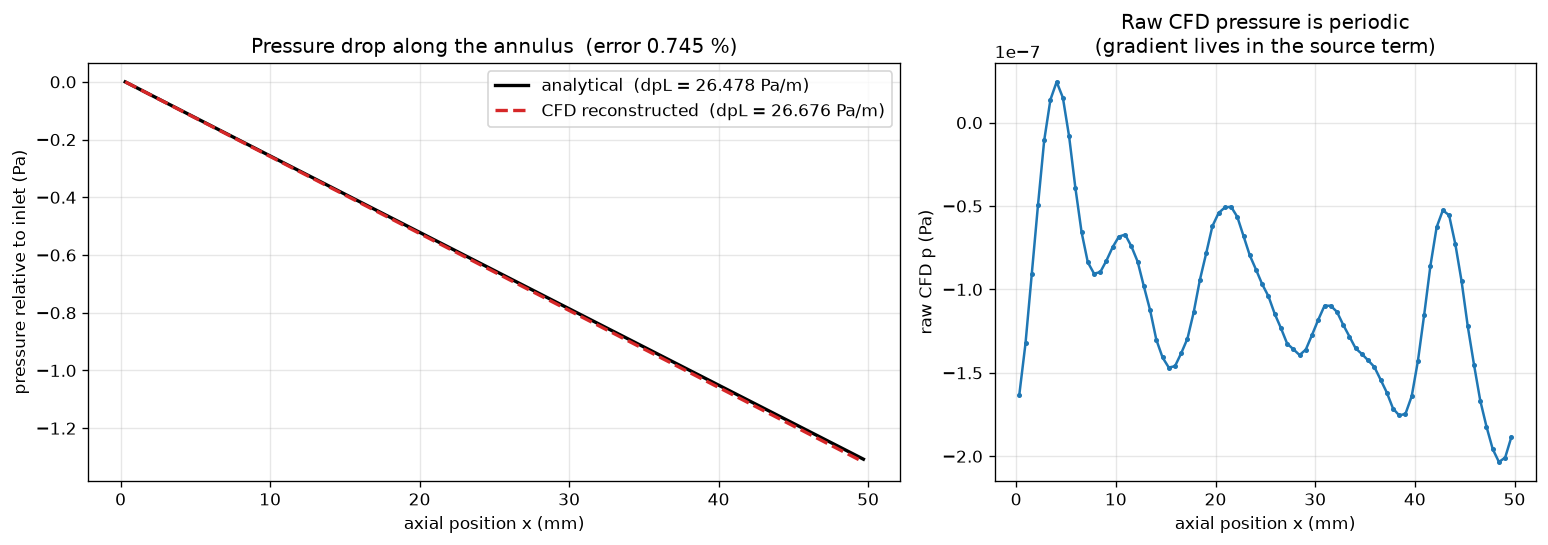 Pressure drop along the annulus  (error 0.745 %)
analytical  (dpL = 26.478 Pa/m)
CFD reconstructed  (dpL = 26.676 Pa/m)
pressure relative to inlet (Pa)
0.0
−0.2
−0.4
−0.6
−0.8
−1.0
−1.2
0
10
20
30
40
50
axial position x (mm)
Raw CFD pressure is periodic
(gradient lives in the source term)
1e−7
raw CFD p (Pa)
0.0
−0.5
−1.0
−1.5
−2.0
0
10
20
30
40
50
axial position x (mm)